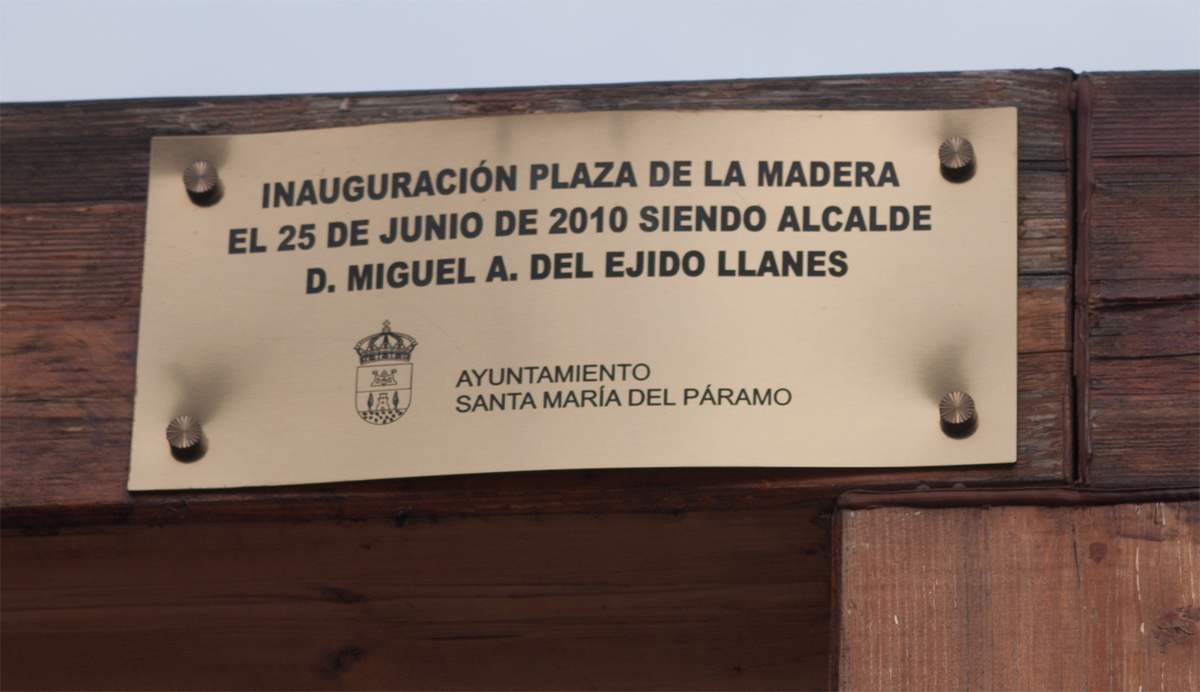 INAUGURACIÓN PLAZA DE LA MADERA
EL 25 DE JUNIO DE 2010 SIENDO ALCALDE
D. MIGUEL A. DEL EJIDO LLANES
AYUNTAMIENTO
SANTA MARÍA DEL PÁRAMO